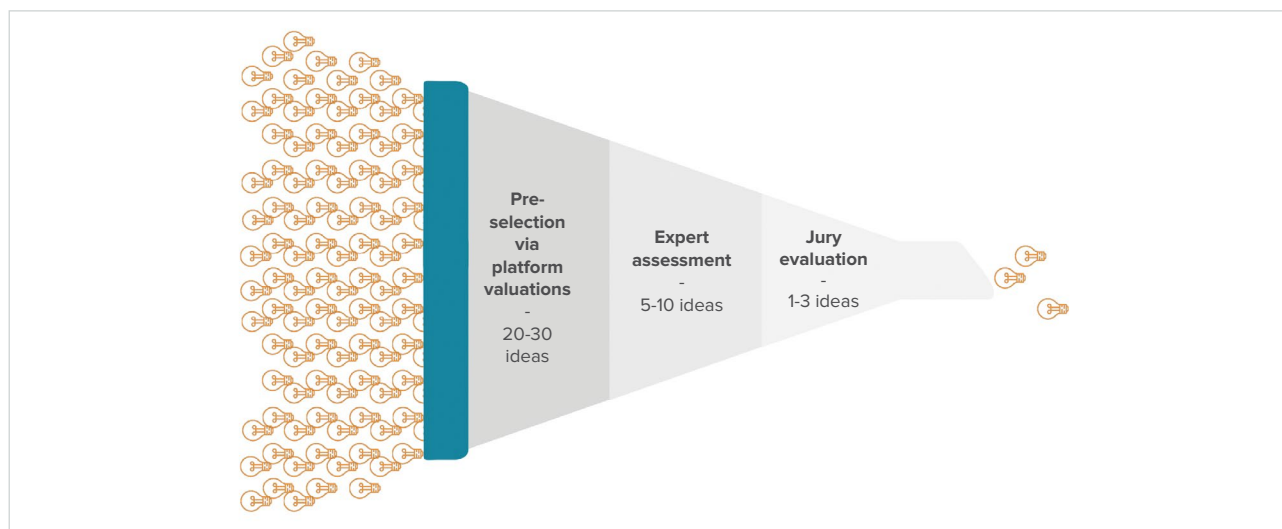 Pre-
selection
via
platform
valuations
-
20-30
ideas
Expert
assessment
-
5-10 ideas
Jury
evaluation
-
1-3 ideas